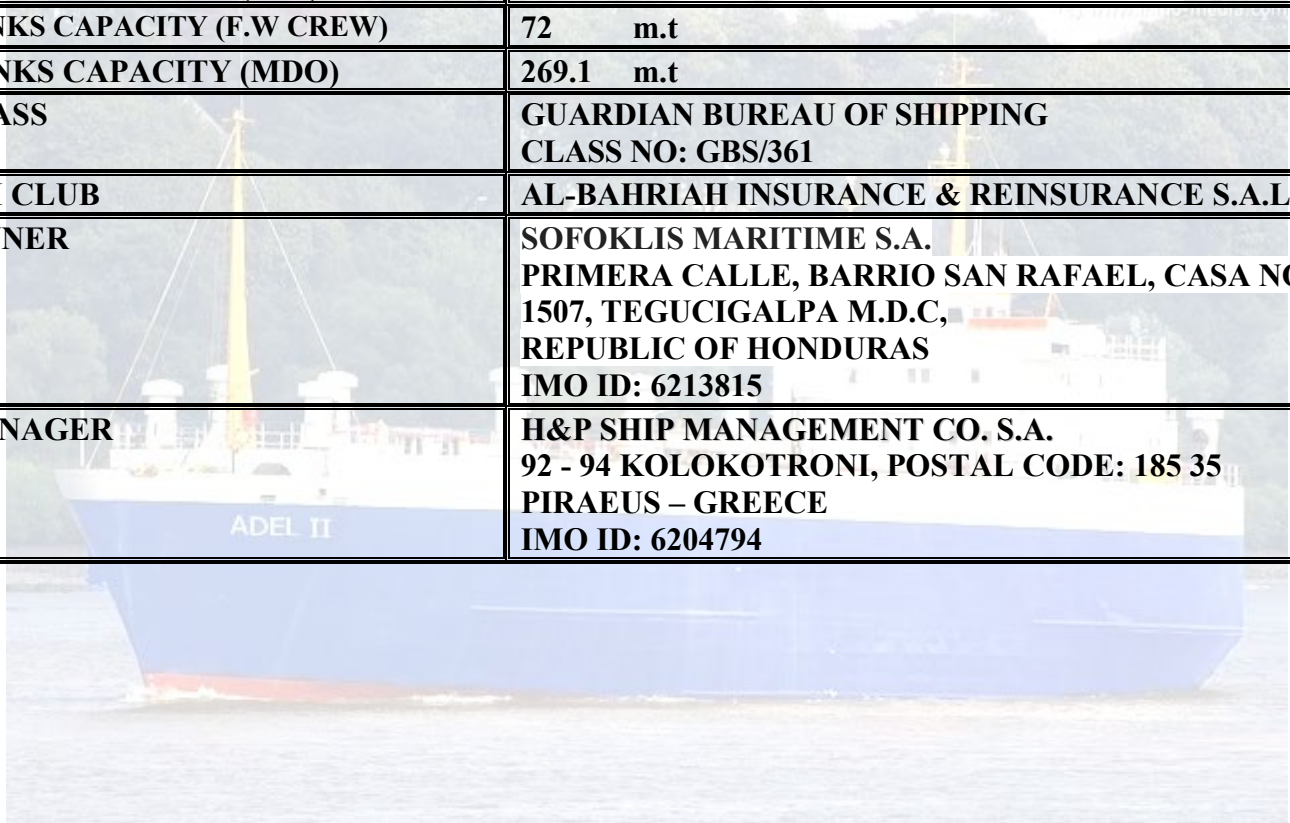 NKS CAPACITY (F.W CREW) 72 m.t
NKS CAPACITY (MDO) 269.1 m.t
ASS GUARDIAN BUREAU OF SHIPPING
CLASS NO: GBS/361
CLUB AL-BAHRIAH INSURANCE & REINSURANCE S.A.L
NER SOFOKLIS MARITIME S.A.
PRIMERA CALLE, BARRIO SAN RAFAEL, CASA NO
1507, TEGUCIGALPA M.D.C,
REPUBLIC OF HONDURAS
IMO ID: 6213815
NAGER H&P SHIP MANAGEMENT CO. S.A.
92 - 94 KOLOKOTRONI, POSTAL CODE: 185 35
PIRAEUS – GREECE
IMO ID: 6204794
ADEL II